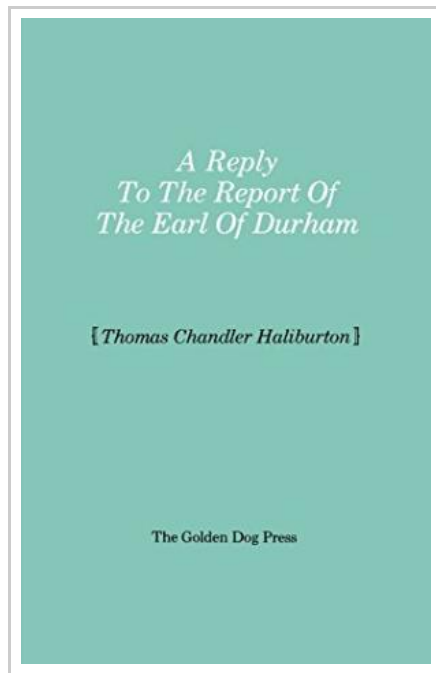 A Reply
To The Report Of
The Earl Of Durham
⟦Thomas Chandler Haliburton⟧
The Golden Dog Press